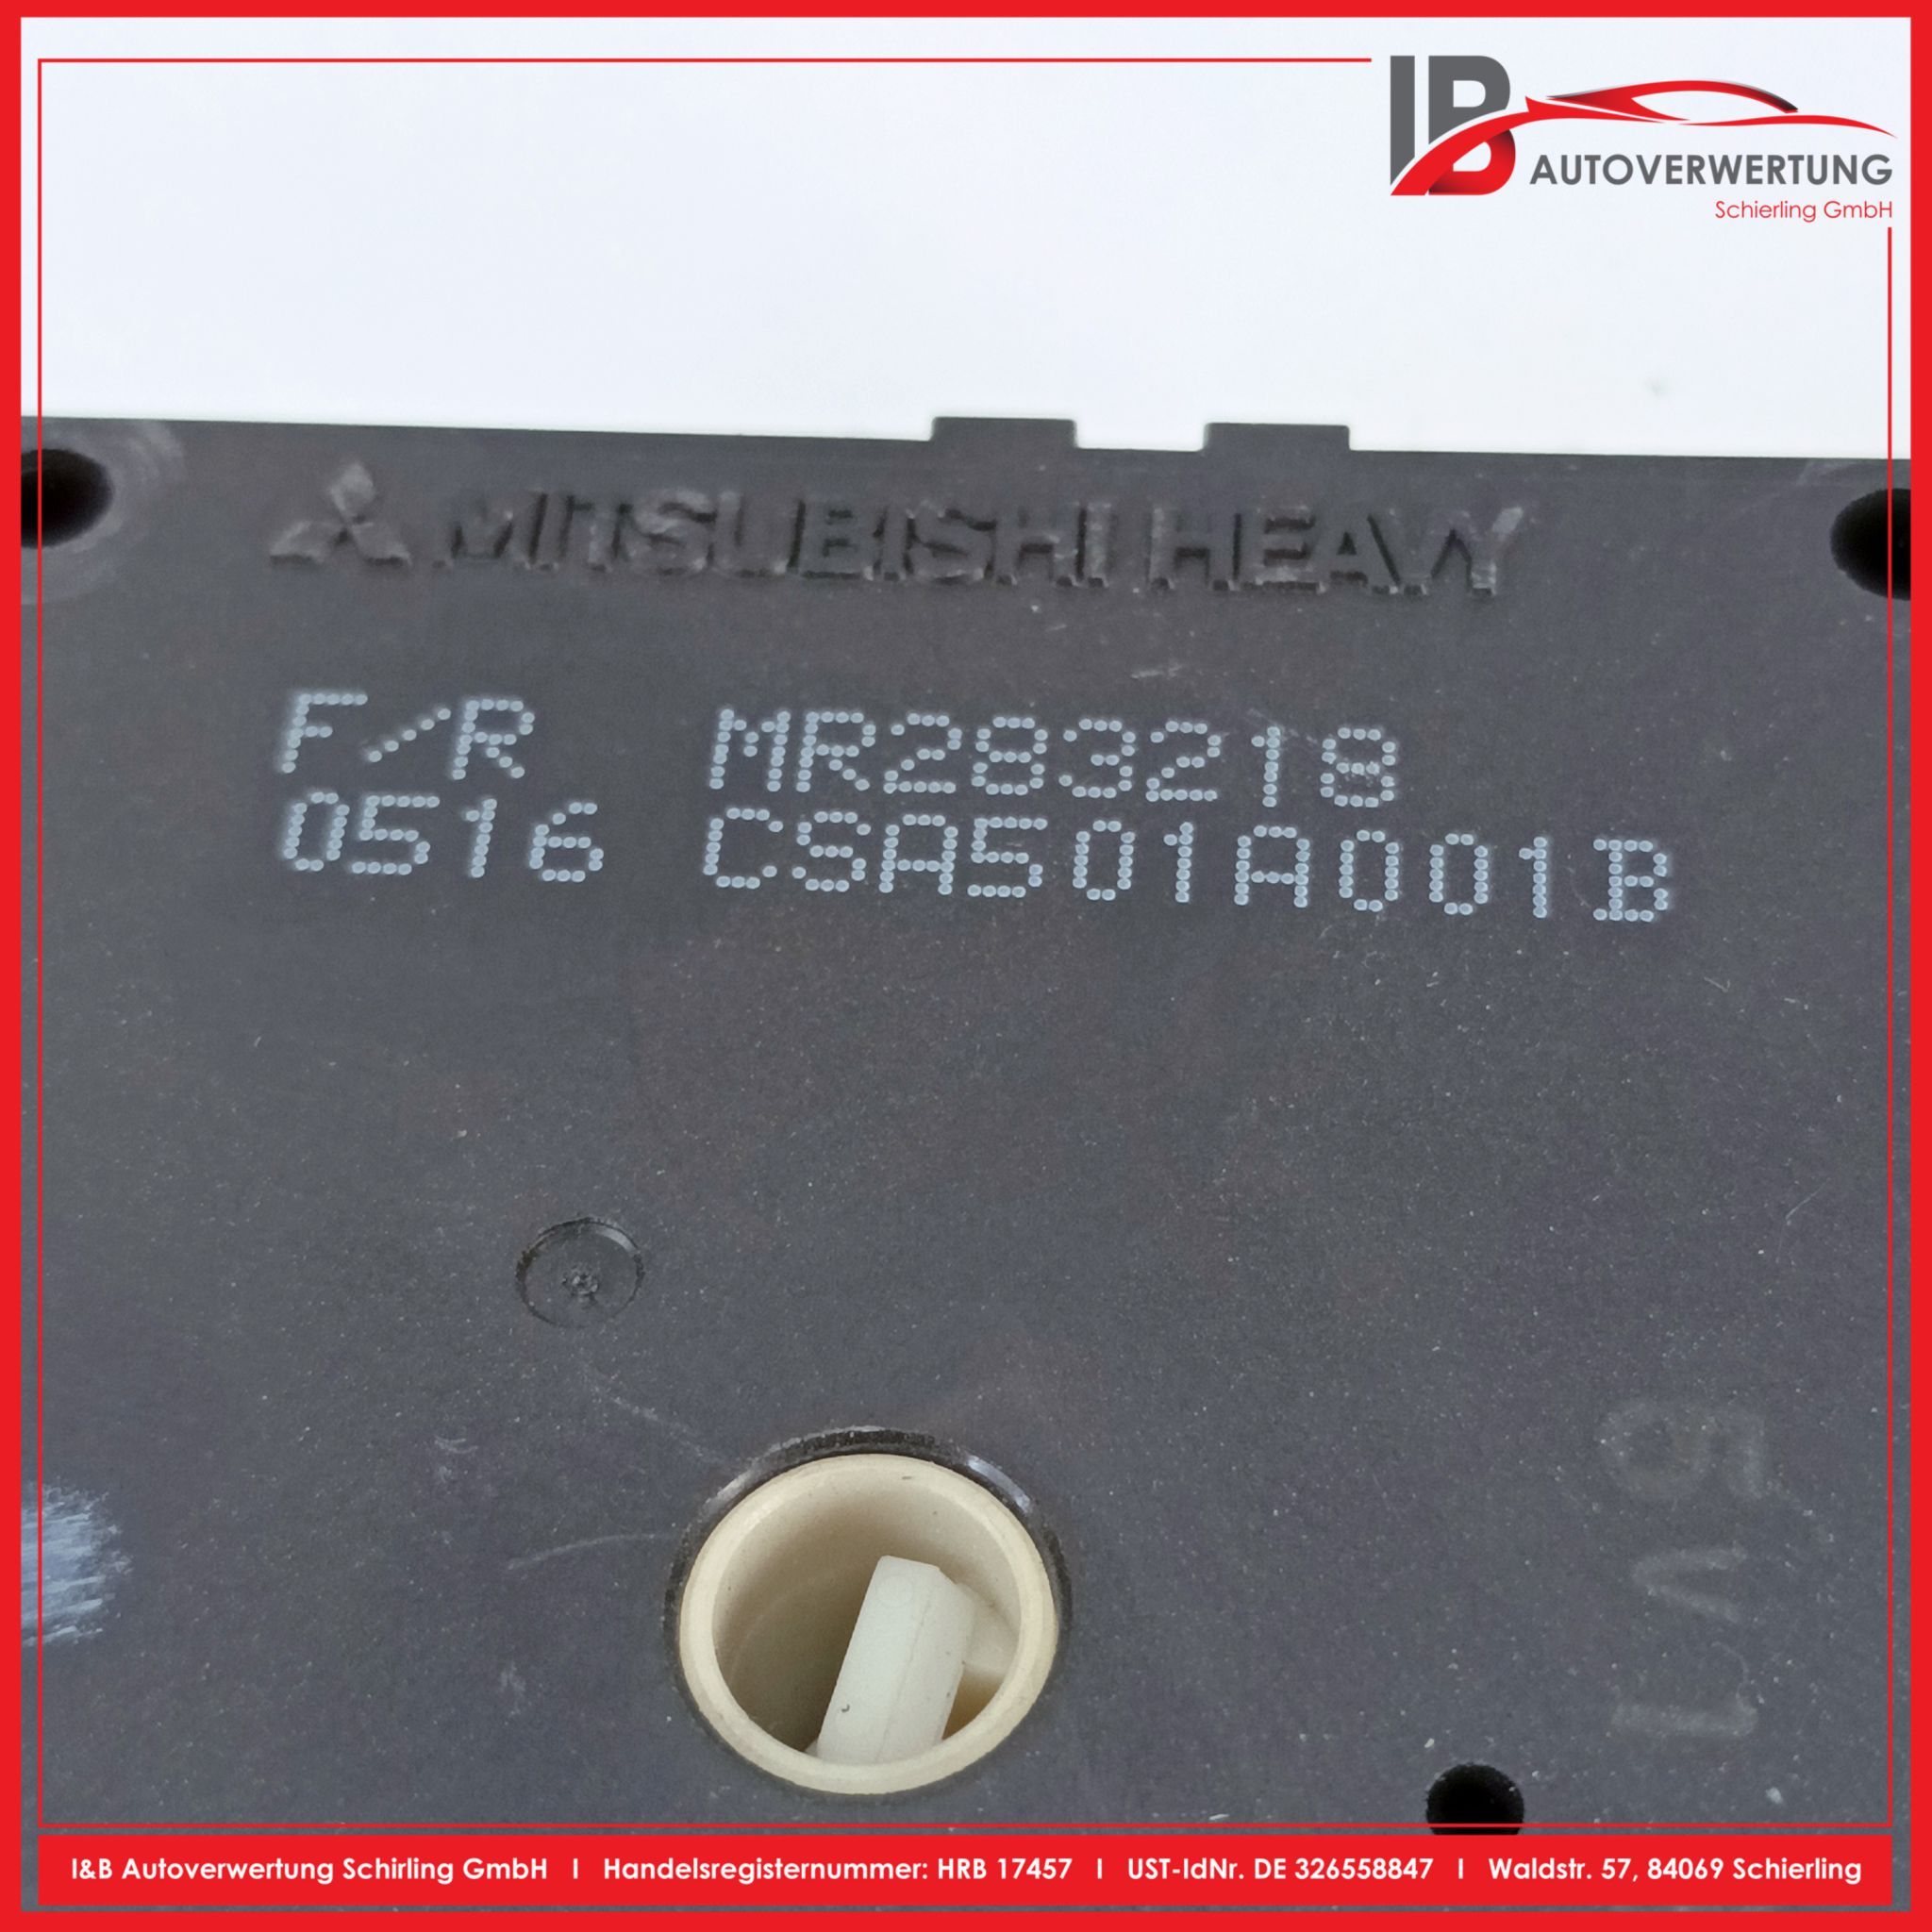 IB
AUTOVERWERTUNG
Schierling GmbH
MITSUBISHI HEAVY
F/R MR283218
0516 CSA501A001B
>PA<
I&B Autoverwertung Schirling GmbH I Handelsregisternummer: HRB 17457 I UST-IdNr. DE 326558847 I Waldstr. 57, 84069 Schierling